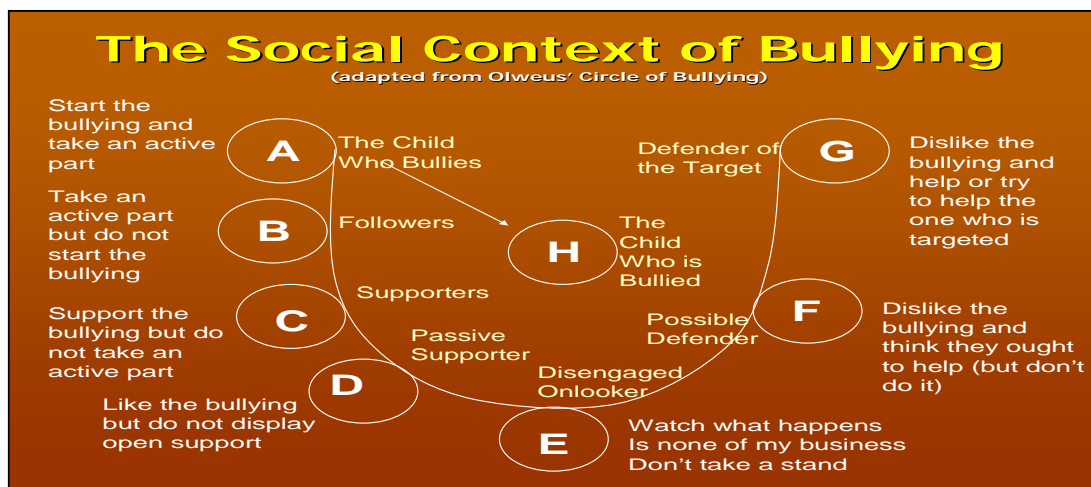 The Social Context of Bullying
(adapted from Olweus' Circle of Bullying)
Start the
bullying and
take an active
part
A
The Child
Who Bullies
Take an
active part
but do not
start the
bullying
B
Followers
Support the
bullying but do
not take an
active part
C
Supporters
Like the bullying
but do not display
open support
D
Passive
Supporter
E
Disengaged
Onlooker
Watch what happens
Is none of my business
Don't take a stand
F
Possible
Defender
Dislike the
bullying and
think they ought
to help (but don't
do it)
G
Defender of
the Target
Dislike the
bullying and
help or try
to help the
one who is
targeted
H
The
Child
Who is
Bullied